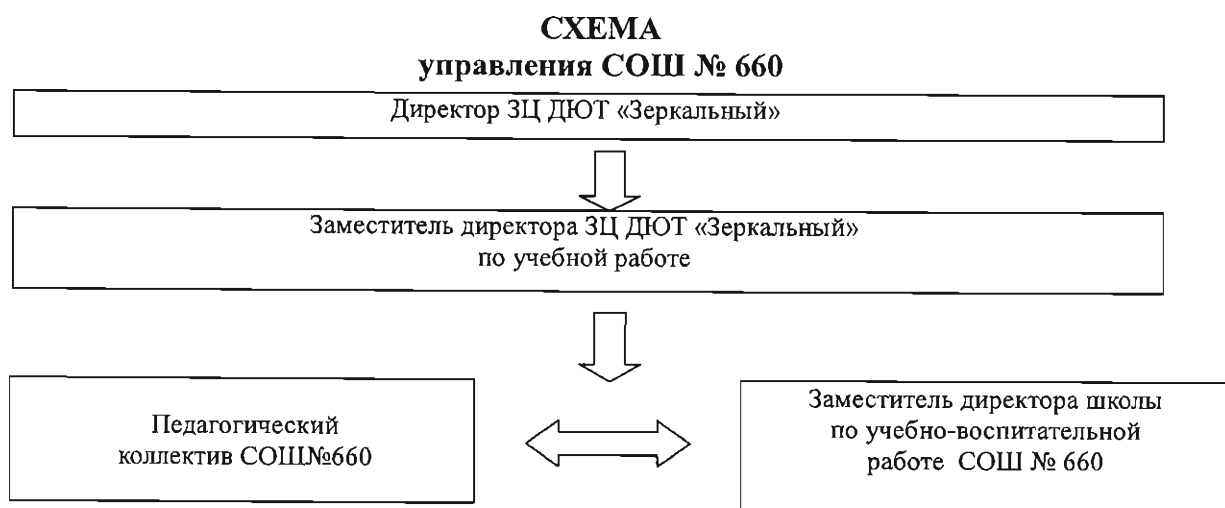 СХЕМА
управления СОШ № 660
Директор ЗЦ ДЮТ «Зеркальный»
Заместитель директора ЗЦ ДЮТ «Зеркальный»
по учебной работе
Педагогический
коллектив СОШ№660
Заместитель директора школы
по учебно-воспитательной
работе СОШ № 660